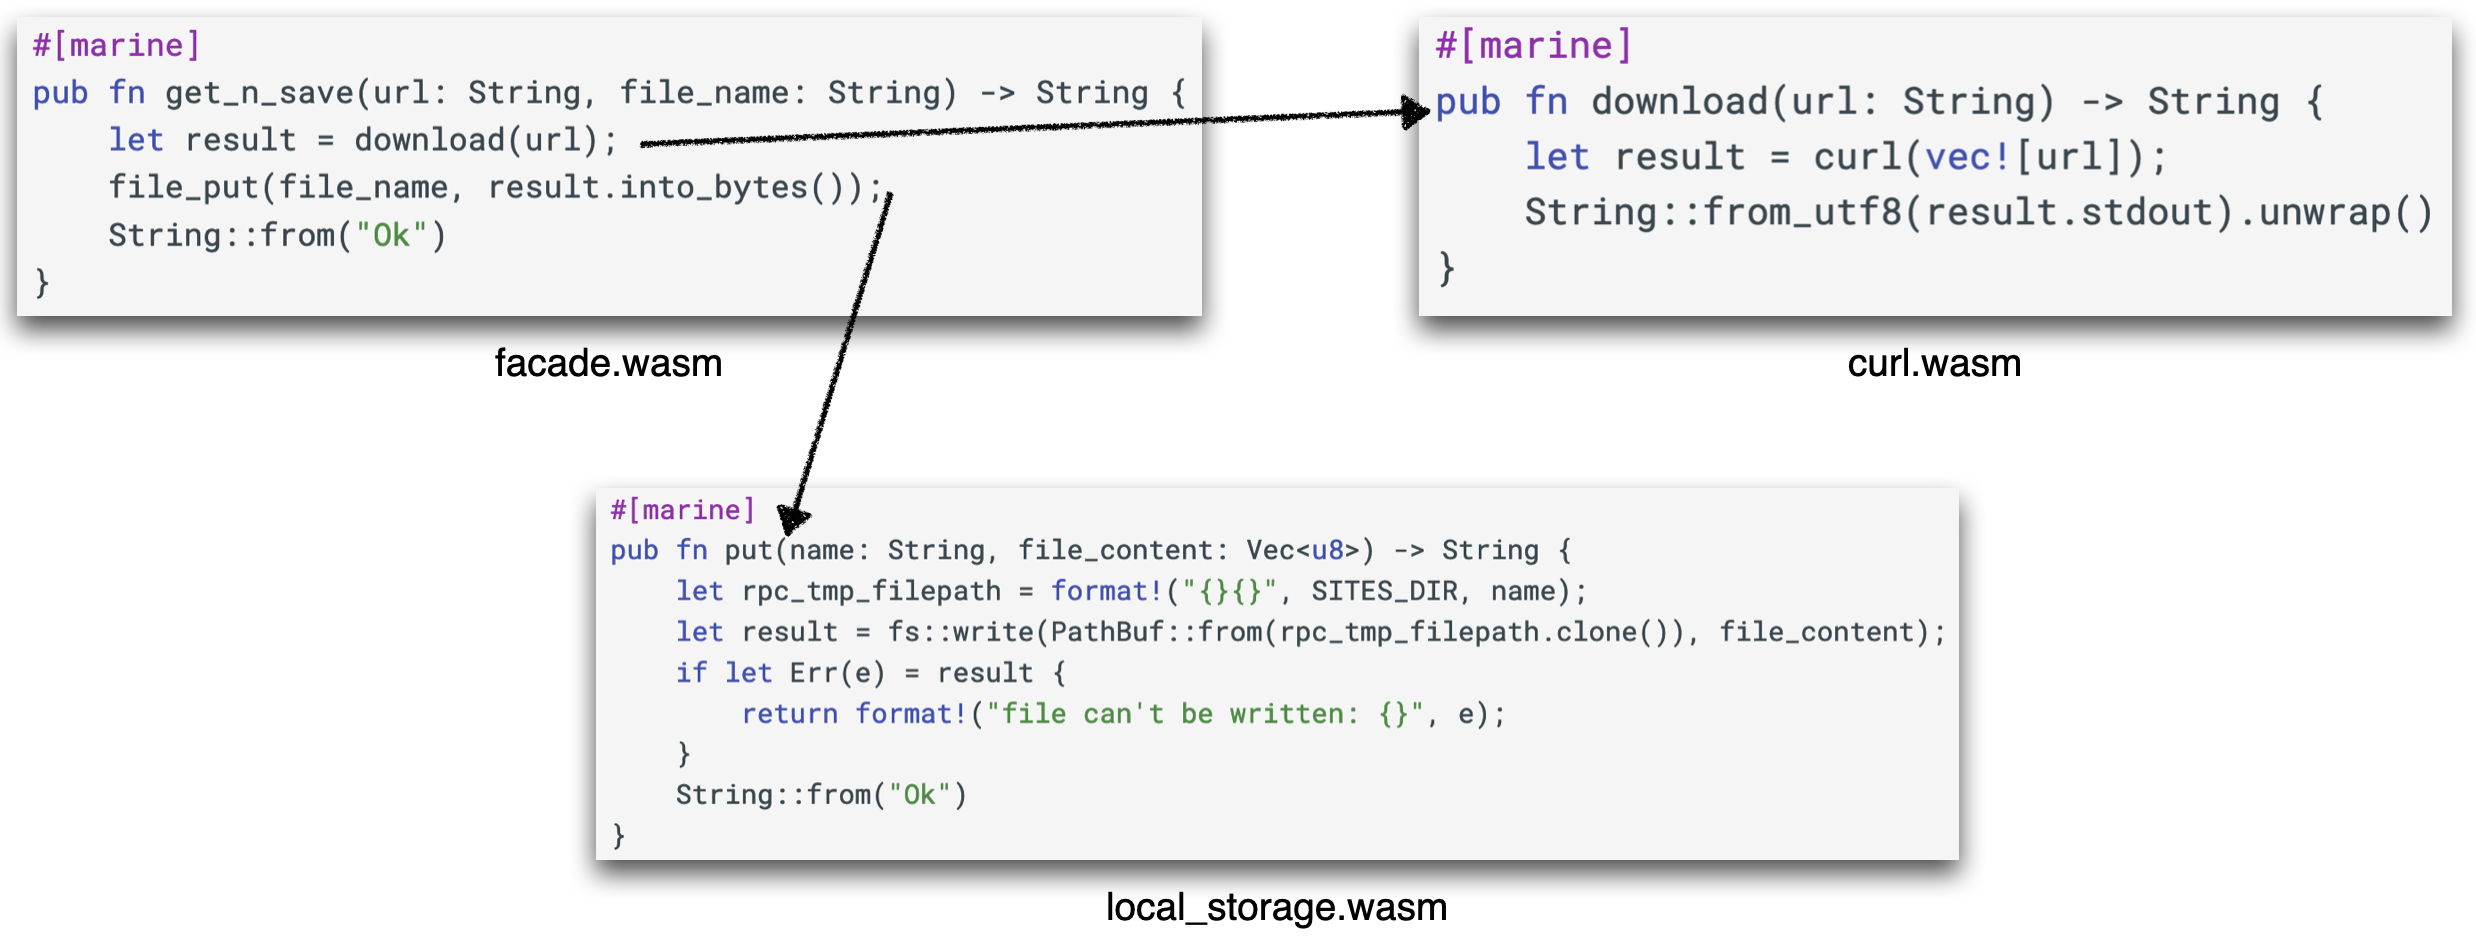 #[marine]
pub fn get_n_save(url: String, file_name: String) -> String {
    let result = download(url);
    file_put(file_name, result.into_bytes());
    String::from("Ok")
}
facade.wasm
#[marine]
pub fn download(url: String) -> String {
    let result = curl(vec![url]);
    String::from_utf8(result.stdout).unwrap()
}
curl.wasm
#[marine]
pub fn put(name: String, file_content: Vec<u8>) -> String {
    let rpc_tmp_filepath = format!("{}{}", SITES_DIR, name);
    let result = fs::write(PathBuf::from(rpc_tmp_filepath.clone()), file_content);
    if let Err(e) = result {
        return format!("file can't be written: {}", e);
    }
    String::from("Ok")
}
local_storage.wasm